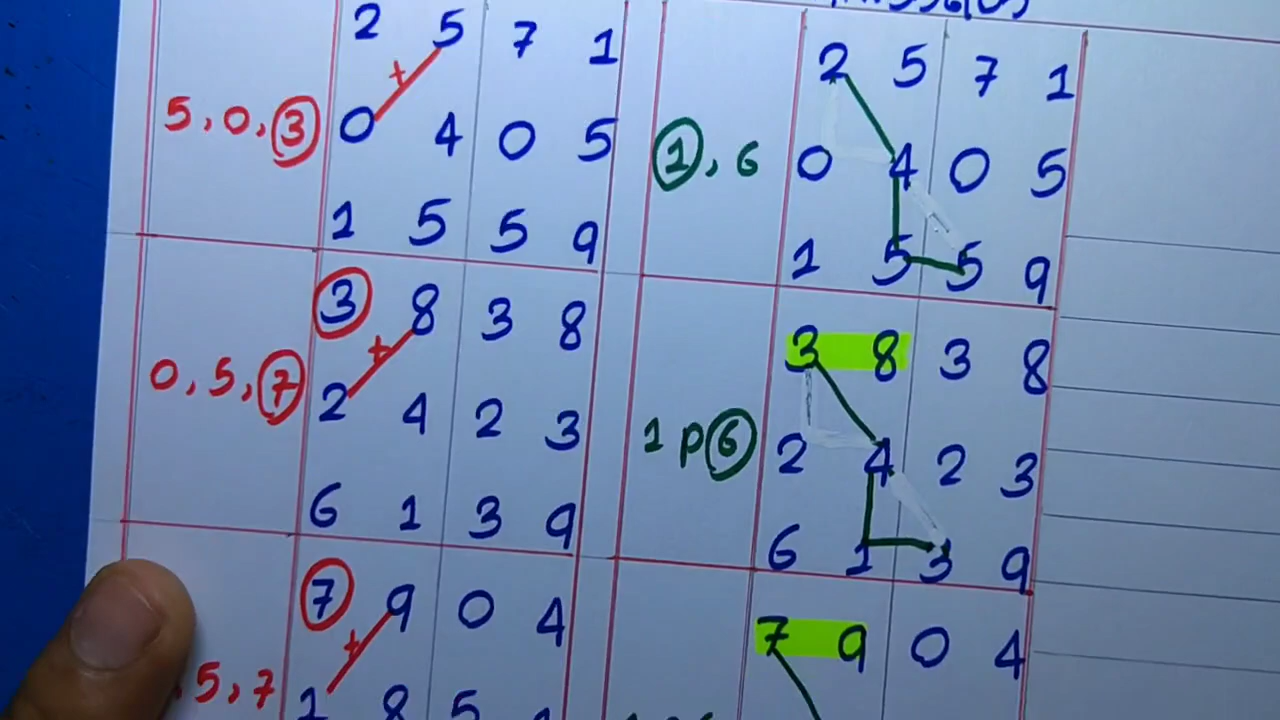 2 5 7 1
5, 0, 3 0 4 0 5
1 5 5 9
3 8 3 8
0, 5, 7 2 4 2 3
6 1 3 9
7 9 0 4
5, 7 1 8 5
2 5 7 1
1, 6 0 4 0 5
1 5 5 9
3 8 3 8
1 P 6 2 4 2 3
6 1 3 9
7 9 0 4